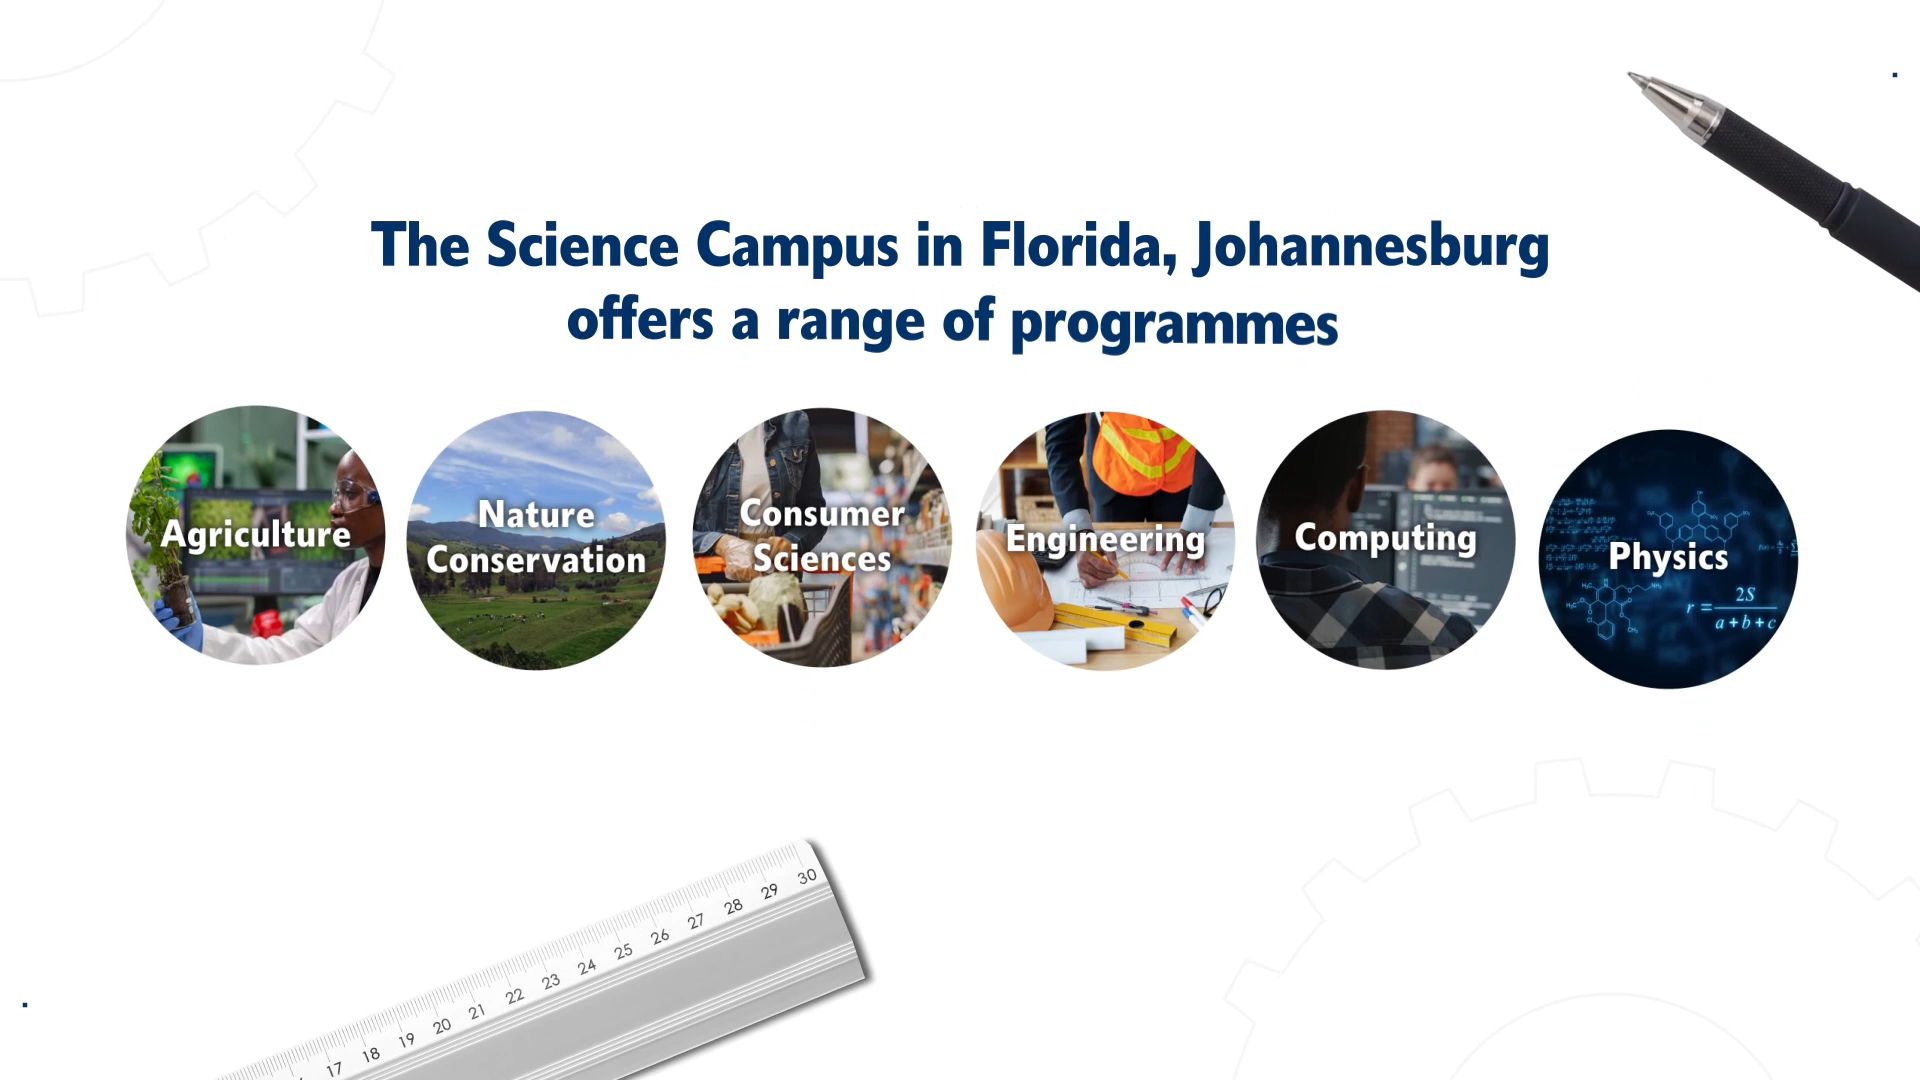 The Science Campus in Florida, Johannesburg
offers a range of programmes
Agriculture
Nature
Conservation
Consumer
Sciences
Engineering
Computing
Physics
r = 2S
a+b+c
17 18 19 20 21 22 23 24 25 26 27 28 29 30